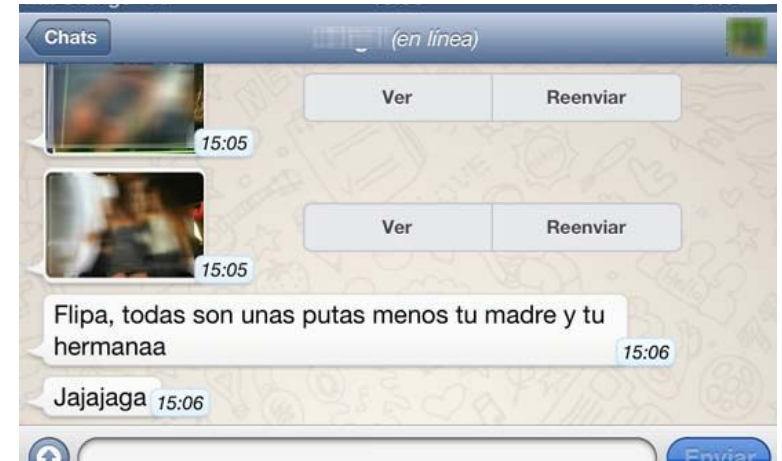 Chats
(en línea)
Ver Reenviar
15:05
Ver Reenviar
15:05
Flipa, todas son unas putas menos tu madre y tu
hermanaa
15:06
Jajajaga 15:06
Enviar